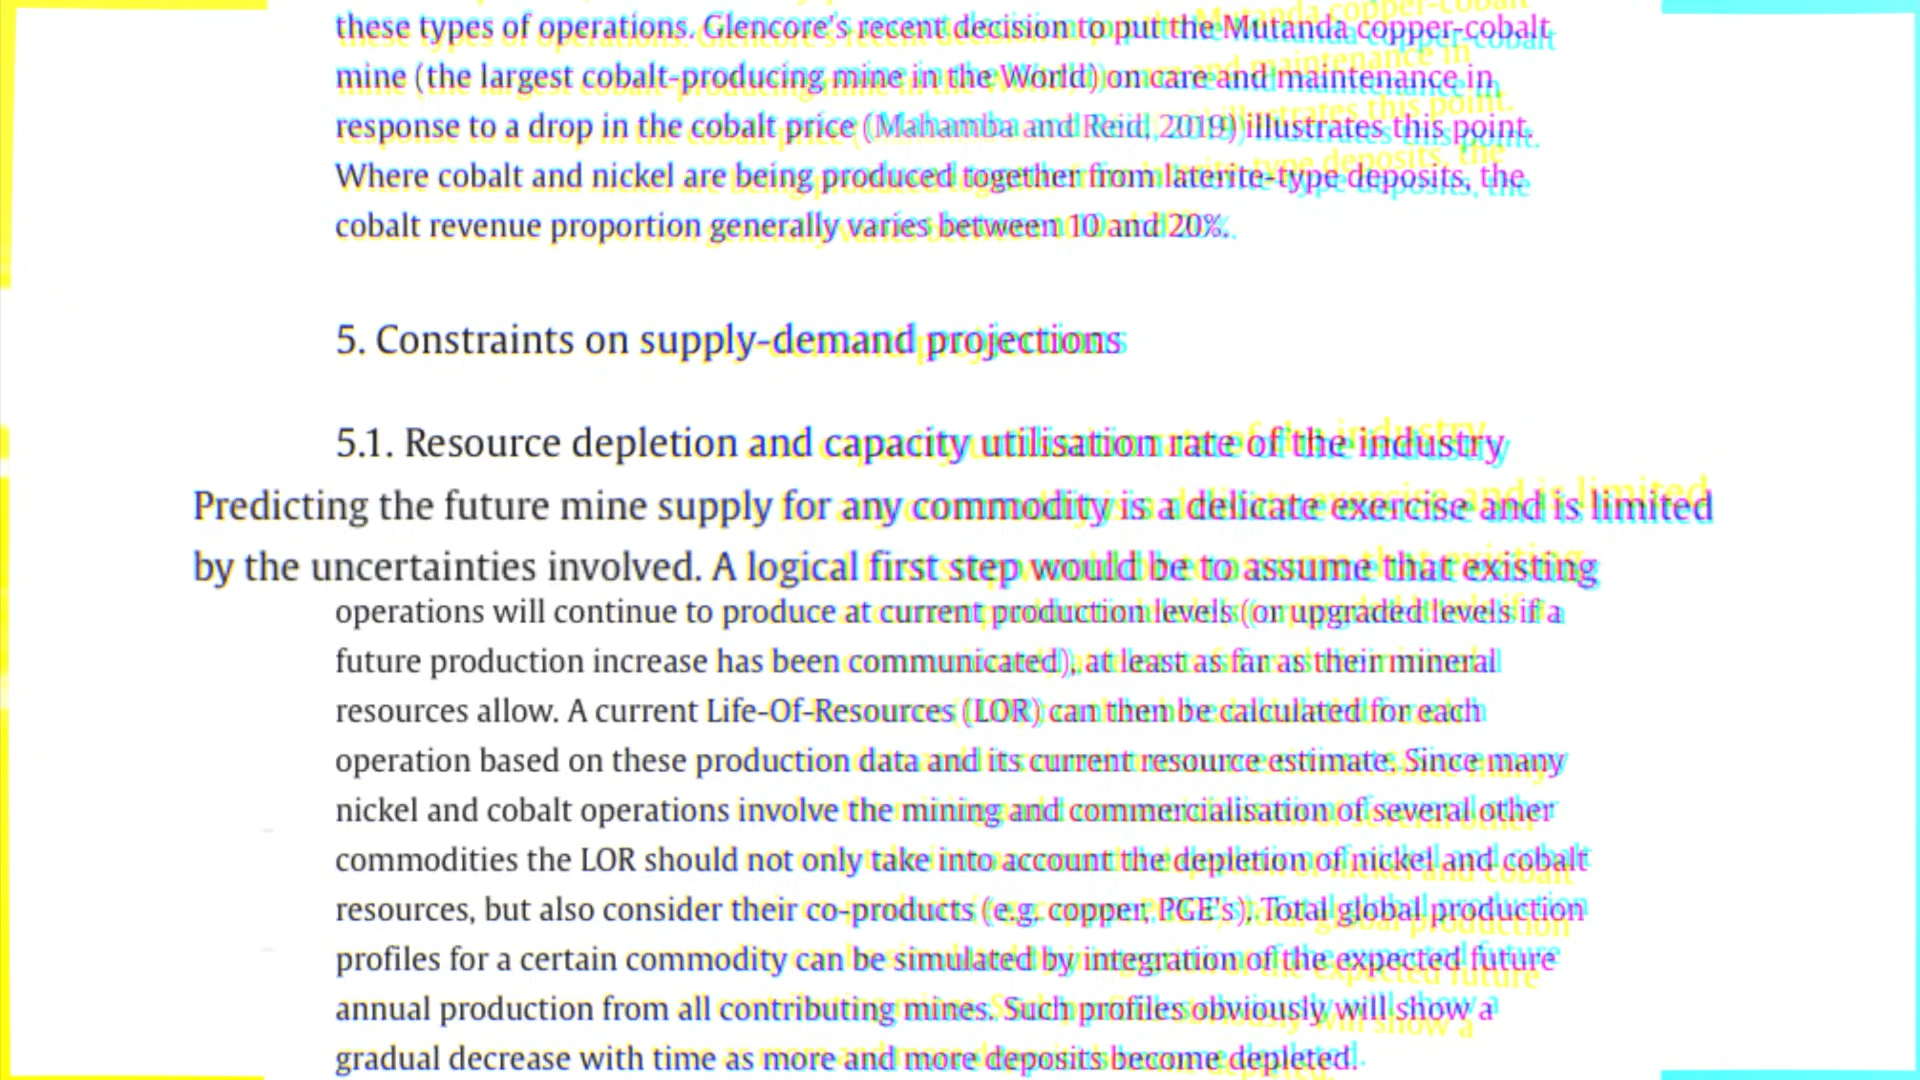 these types of operations. Glencore's recent decision to put the Mutanda copper-cobalt
mine (the largest cobalt-producing mine in the World) on care and maintenance in
response to a drop in the cobalt price (Mahamba and Reid, 2019) illustrates this point.
Where cobalt and nickel are being produced together from laterite-type deposits, the
cobalt revenue proportion generally varies between 10 and 20%.
5. Constraints on supply-demand projections
5.1. Resource depletion and capacity utilisation rate of the industry
Predicting the future mine supply for any commodity is a delicate exercise and is limited
by the uncertainties involved. A logical first step would be to assume that existing
operations will continue to produce at current production levels (or upgraded levels if a
future production increase has been communicated), at least as far as their mineral
resources allow. A current Life-Of-Resources (LOR) can then be calculated for each
operation based on these production data and its current resource estimate. Since many
nickel and cobalt operations involve the mining and commercialisation of several other
commodities the LOR should not only take into account the depletion of nickel and cobalt
resources, but also consider their co-products (e.g. copper, PGE's). Total global production
profiles for a certain commodity can be simulated by integration of the expected future
annual production from all contributing mines. Such profiles obviously will show a
gradual decrease with time as more and more deposits become depleted.